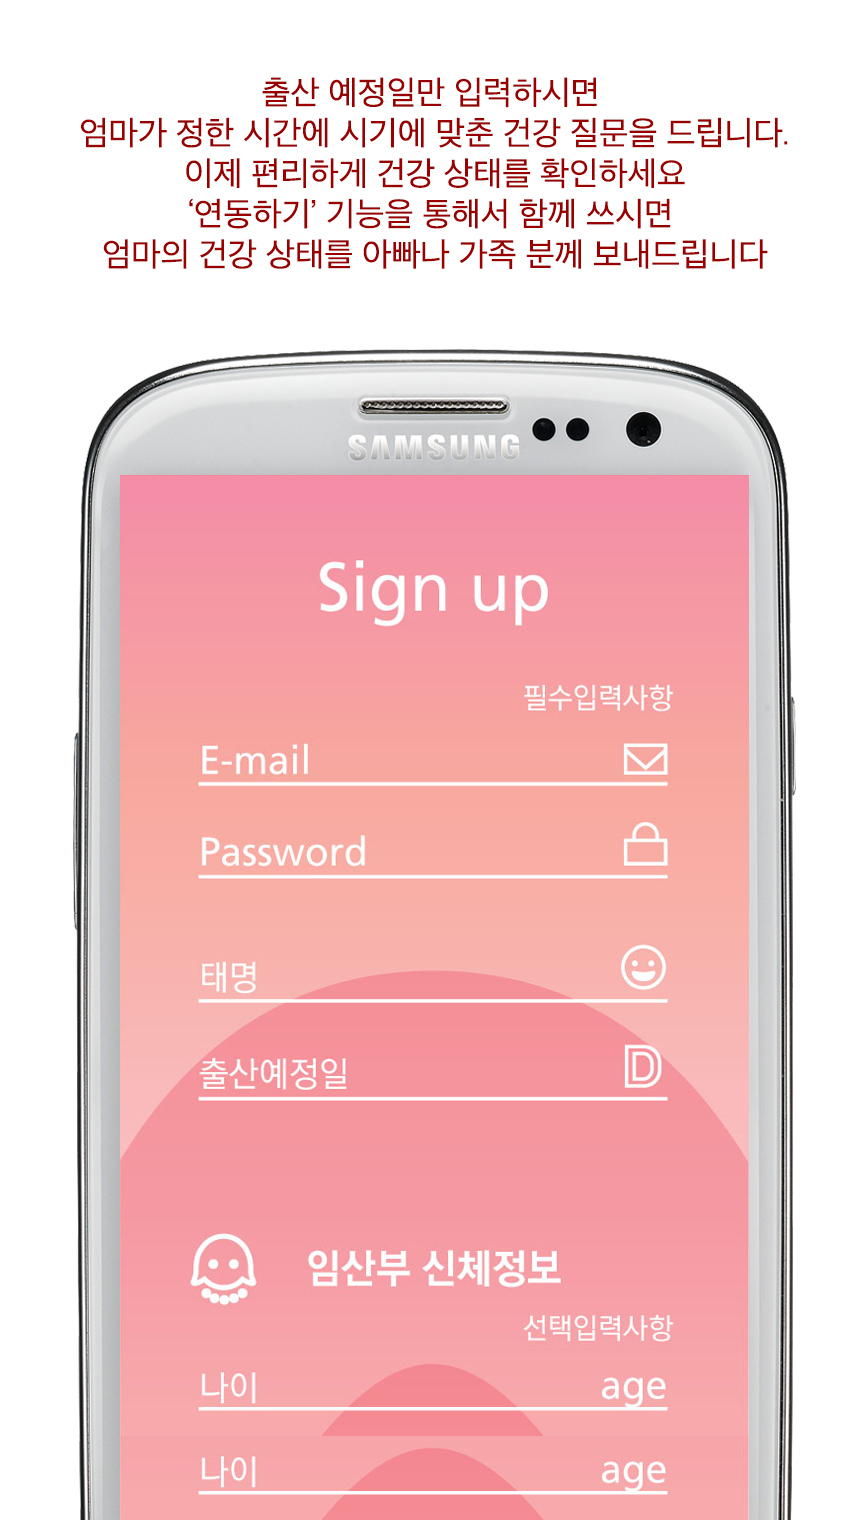 출산 예정일만 입력하시면
엄마가 정한 시간에 시기에 맞춘 건강 질문을 드립니다.
이제 편리하게 건강 상태를 확인하세요
‘연동하기’ 기능을 통해서 함께 쓰시면
엄마의 건강 상태를 아빠나 가족 분께 보내드립니다
SAMSUNG
Sign up
필수입력사항
E-mail
Password
태명
출산예정일 D
임산부 신체정보
선택입력사항
나이 age
나이 age